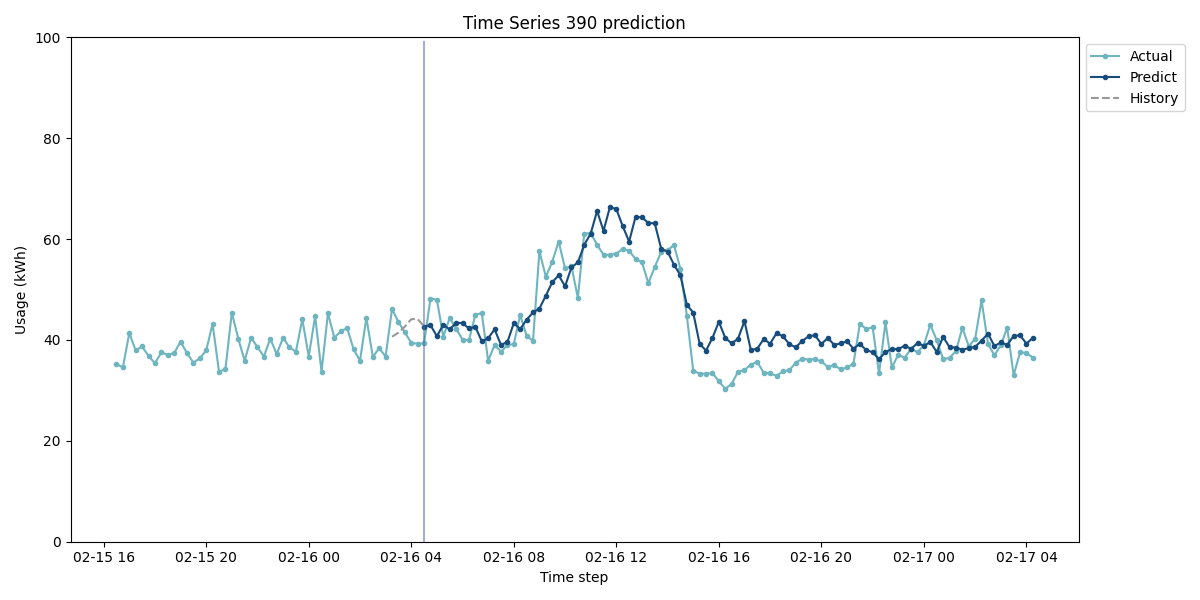 Time Series 390 prediction
100
80
60
40
20
0
Usage (kWh)
02-15 16 02-15 20 02-16 00 02-16 04 02-16 08 02-16 12 02-16 16 02-16 20 02-17 00 02-17 04
Time step
Actual
Predict
History